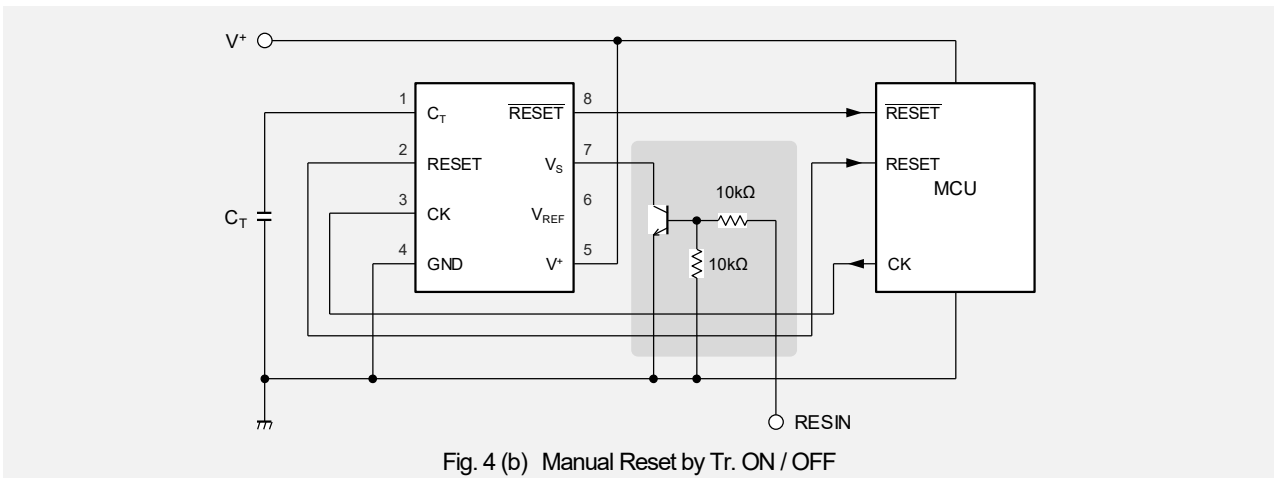 V⁺
1
C_T
RESET
8
RESET
2
RESET
V_S
7
RESET
MCU
10kΩ
C_T
3
CK
V_REF
6
4
GND
V⁺
5
10kΩ
CK
RESIN
Fig. 4 (b) Manual Reset by Tr. ON / OFF